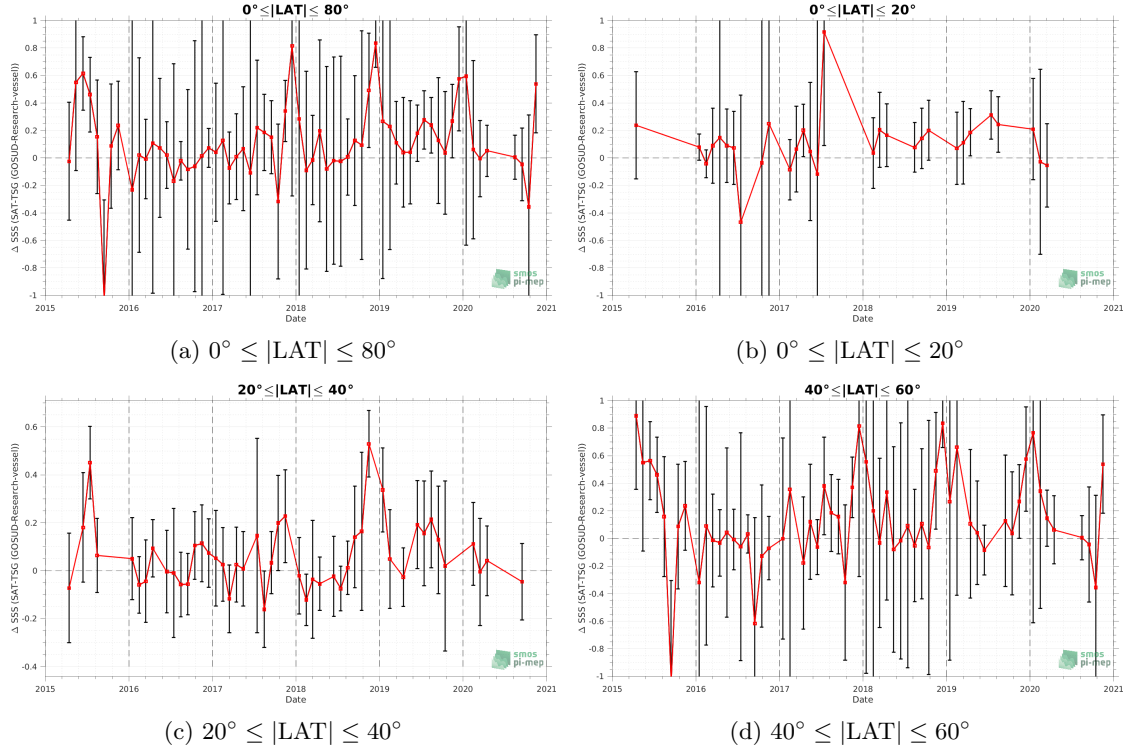 0°≤|LAT|≤ 80°
Δ SSS (SAT-TSG (GOSUD-Research-vessel))
1
0.8
0.6
0.4
0.2
0
-0.2
-0.4
-0.6
-0.8
-1
2015 2016 2017 2018 2019 2020 2021
Date
smos
pi-mep
(a) 0° ≤ |LAT| ≤ 80°
0°≤|LAT|≤ 20°
Δ SSS (SAT-TSG (GOSUD-Research-vessel))
1
0.8
0.6
0.4
0.2
0
-0.2
-0.4
-0.6
-0.8
-1
2015 2016 2017 2018 2019 2020 2021
Date
smos
pi-mep
(b) 0° ≤ |LAT| ≤ 20°
20°≤|LAT|≤ 40°
Δ SSS (SAT-TSG (GOSUD-Research-vessel))
0.6
0.4
0.2
0
-0.2
-0.4
2015 2016 2017 2018 2019 2020 2021
Date
smos
pi-mep
(c) 20° ≤ |LAT| ≤ 40°
40°≤|LAT|≤ 60°
Δ SSS (SAT-TSG (GOSUD-Research-vessel))
1
0.8
0.6
0.4
0.2
0
-0.2
-0.4
-0.6
-0.8
-1
2015 2016 2017 2018 2019 2020 2021
Date
smos
pi-mep
(d) 40° ≤ |LAT| ≤ 60°